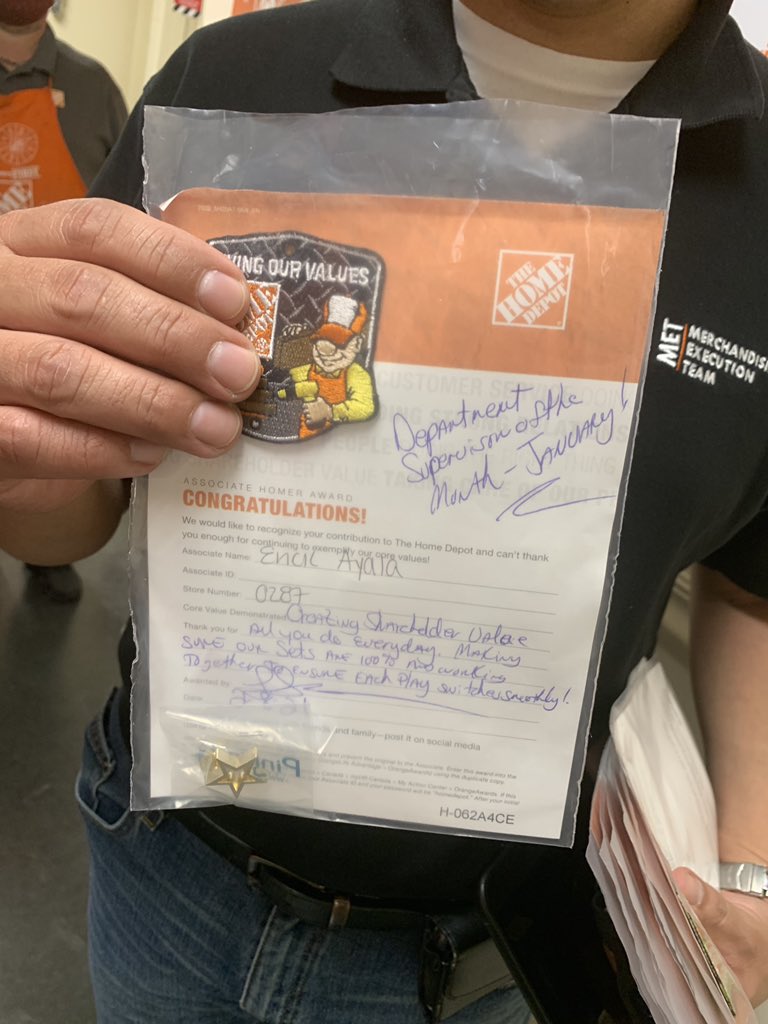 LIVING OUR VALUES
THE
HOME
DEPOT
MET MERCHANDIS
EXECUTION
TEAM
Department
Supervisor of the
Month - January!
ASSOCIATE HOMER AWARD
CONGRATULATIONS!
We would like to recognize your contribution to The Home Depot and can't thank
you enough for continuing to exemplify our core values!
Associate Name: Ayala
Associate ID
Store Number: 0287
Core Value Demonstrated Creating Shareholder Value
Thank you for All you do everyday. Making
sure our sets are 100% and working
Together to ensure each play switches smoothly!
Awarded by
Date
and family—post it on social media
H-062A4CE